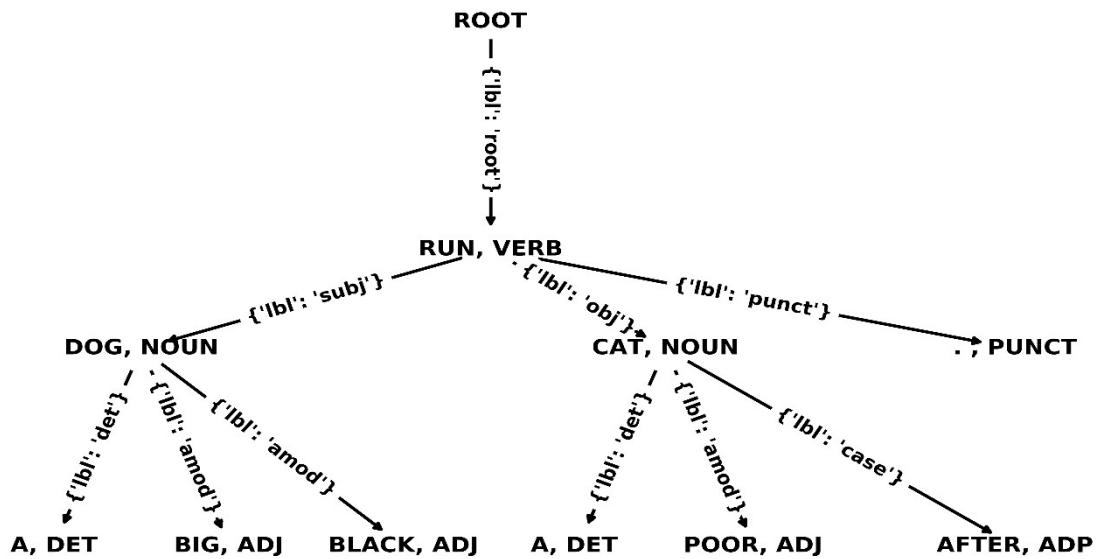 ROOT
{'lbl': 'root'}
RUN, VERB
{'lbl': 'subj'}
{'lbl': 'obj'}
{'lbl': 'punct'}
DOG, NOUN
CAT, NOUN
. , PUNCT
{'lbl': 'det'}
{'lbl': 'amod'}
{'lbl': 'amod'}
{'lbl': 'det'}
{'lbl': 'amod'}
{'lbl': 'case'}
A, DET
BIG, ADJ
BLACK, ADJ
A, DET
POOR, ADJ
AFTER, ADP